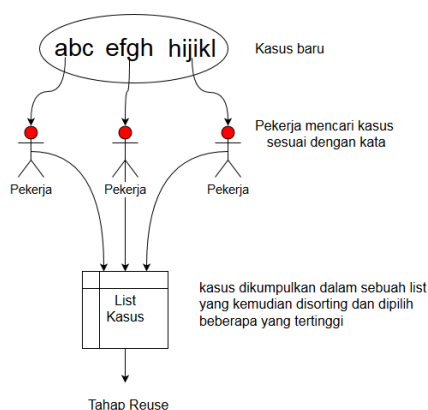 abc efgh hijikl
Kasus baru
Pekerja mencari kasus
sesuai dengan kata
Pekerja
Pekerja
Pekerja
List
Kasus
kasus dikumpulkan dalam sebuah list
yang kemudian disorting dan dipilih
beberapa yang tertinggi
Tahap Reuse